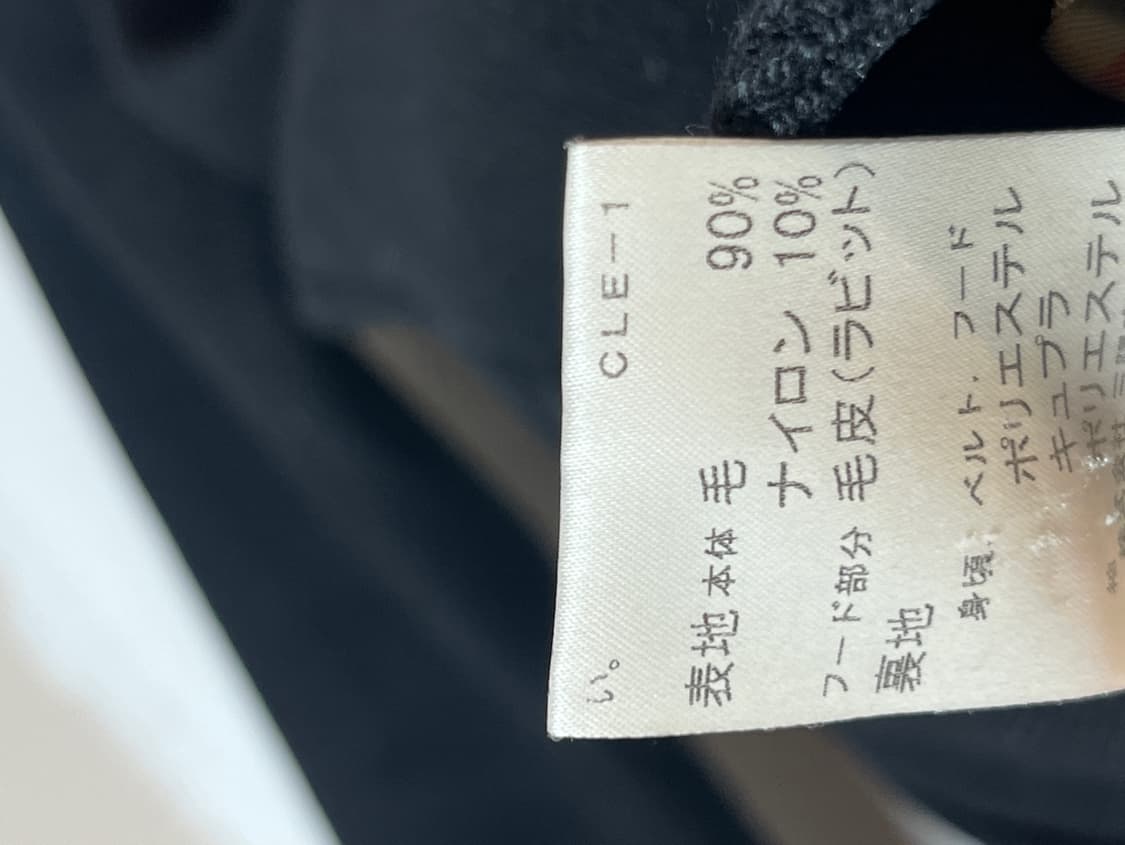 い。 CLE－1
表地 本体 毛 90%
ナイロン 10%
フード部分 毛皮(ラビット)
裏地
身頃、ベルト、フード
ポリエステル
キュプラ
ポリエステル